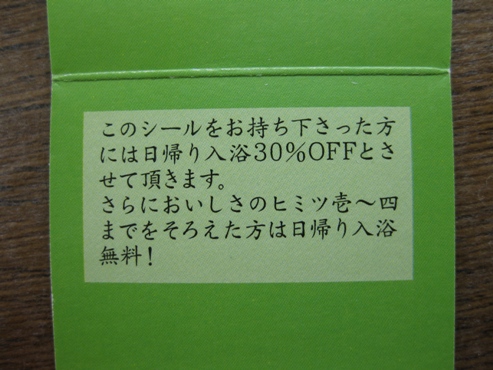 このシールをお持ち下さった方
には日帰り入浴30%OFFとさ
せて頂きます。
さらにおいしさのヒミツ壱～四
までをそろえた方は日帰り入浴
無料！